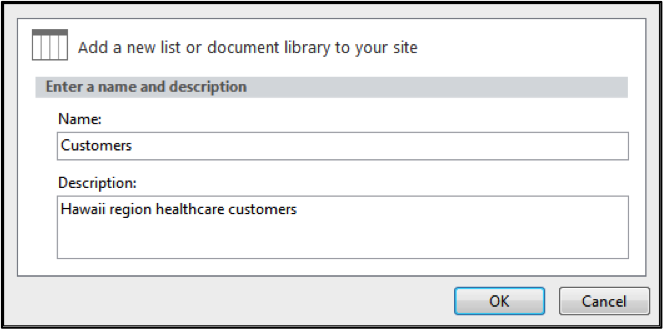 Add a new list or document library to your site
Enter a name and description
Name:
Customers
Description:
Hawaii region healthcare customers
OK
Cancel